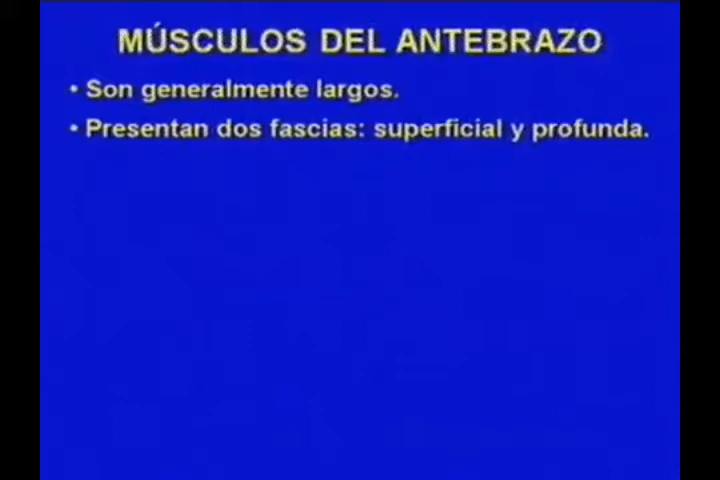 MÚSCULOS DEL ANTEBRAZO
• Son generalmente largos.
• Presentan dos fascias: superficial y profunda.